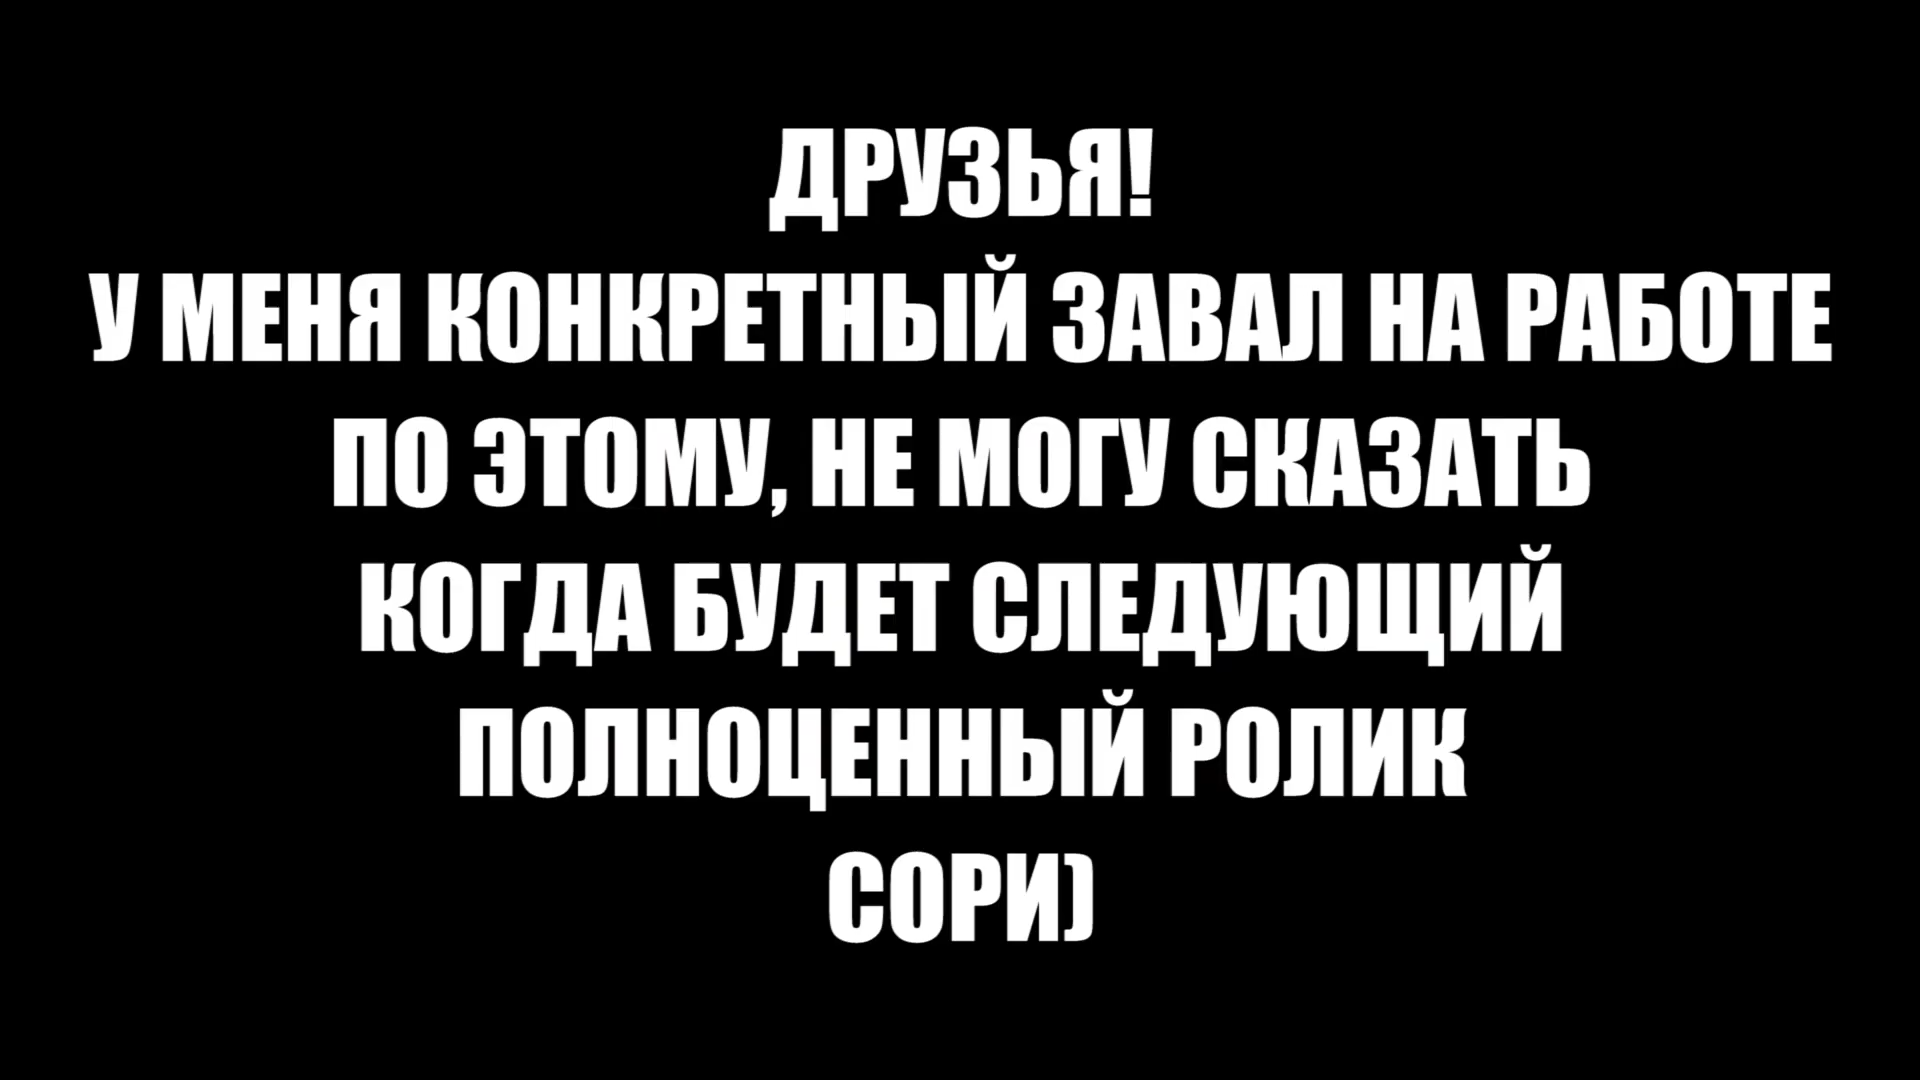 ДРУЗЬЯ!
У МЕНЯ КОНКРЕТНЫЙ ЗАВАЛ НА РАБОТЕ
ПО ЭТОМУ, НЕ МОГУ СКАЗАТЬ
КОГДА БУДЕТ СЛЕДУЮЩИЙ
ПОЛНОЦЕННЫЙ РОЛИК
СОРИ)